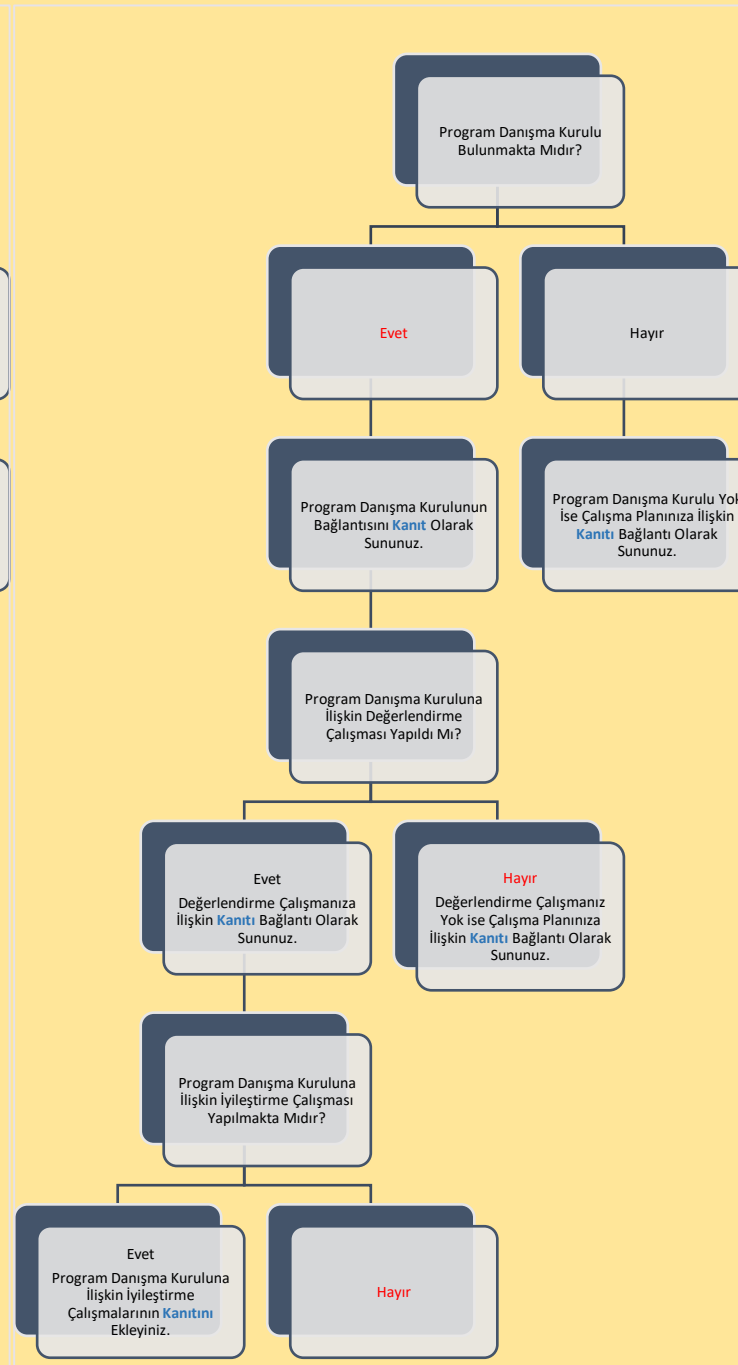 Program Danışma Kurulu
Bulunmakta Mıdır?
Evet
Hayır
Program Danışma Kurulunun
Bağlantısını Kanıt Olarak
Sununuz.
Program Danışma Kurulu Yok
İse Çalışma Planınıza İlişkin
Kanıtı Bağlantı Olarak
Sununuz.
Program Danışma Kuruluna
İlişkin Değerlendirme
Çalışması Yapıldı Mı?
Evet
Değerlendirme Çalışmanıza
İlişkin Kanıtı Bağlantı Olarak
Sununuz.
Hayır
Değerlendirme Çalışmanız
Yok ise Çalışma Planınıza
İlişkin Kanıtı Bağlantı Olarak
Sununuz.
Program Danışma Kuruluna
İlişkin İyileştirme Çalışması
Yapılmakta Mıdır?
Evet
Program Danışma Kuruluna
İlişkin İyileştirme
Çalışmalarının Kanıtını
Ekleyiniz.
Hayır